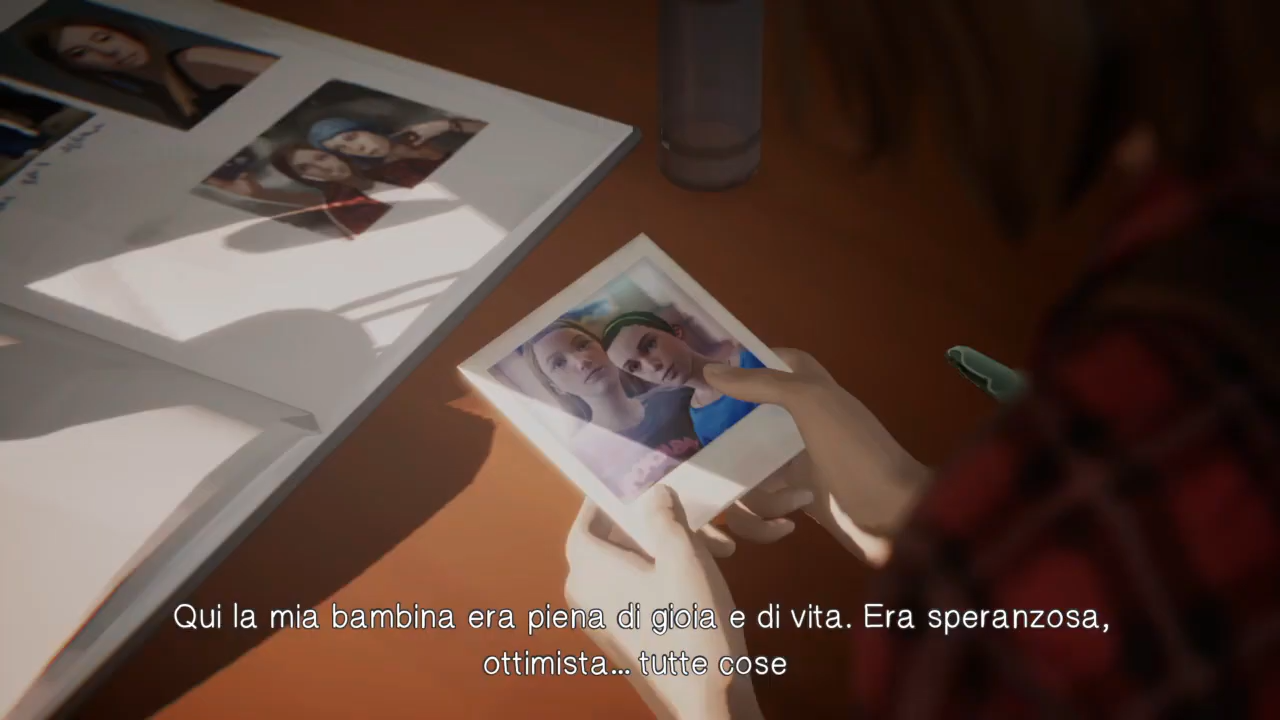 Qui la mia bambina era piena di gioia e di vita. Era speranzosa,
ottimista... tutte cose